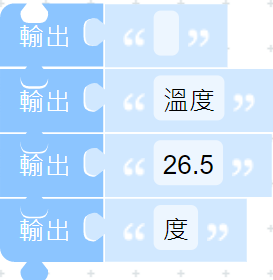 輸出 “ ”
輸出 “ 溫度 ”
輸出 “ 26.5 ”
輸出 “ 度 ”